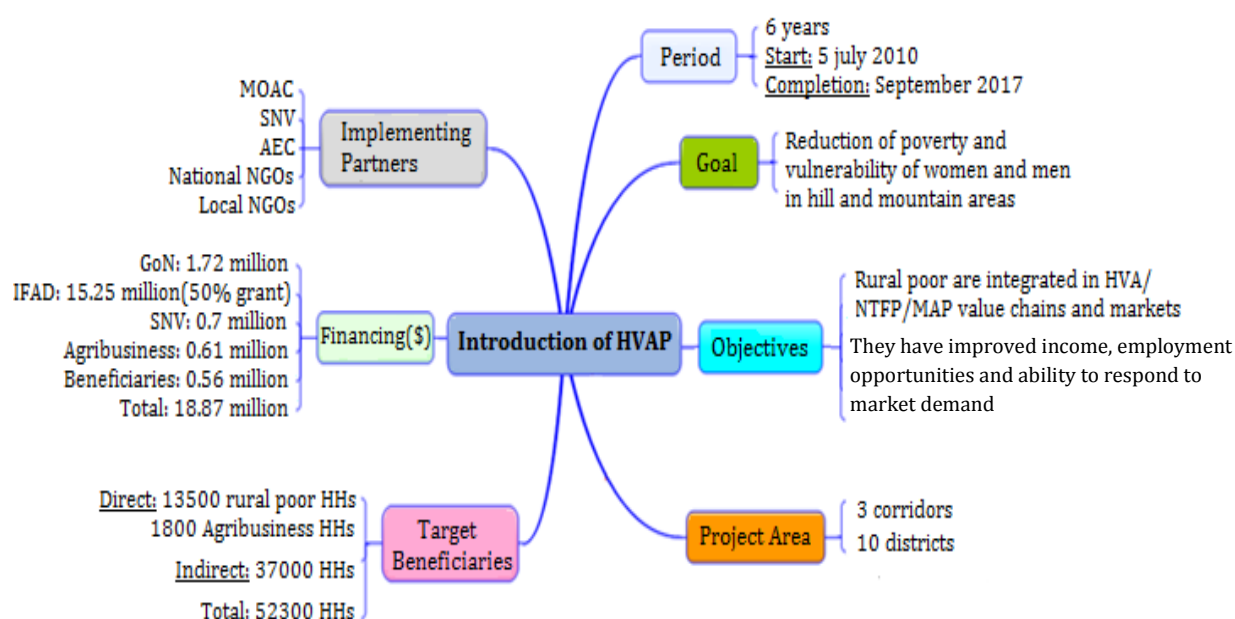 Introduction of HVAP
Period
6 years
Start: 5 july 2010
Completion: September 2017
Goal
Reduction of poverty and
vulnerability of women and men
in hill and mountain areas
Objectives
Rural poor are integrated in HVA/
NTFP/MAP value chains and markets
They have improved income, employment
opportunities and ability to respond to
market demand
Project Area
3 corridors
10 districts
Implementing
Partners
MOAC
SNV
AEC
National NGOs
Local NGOs
Financing($)
GoN: 1.72 million
IFAD: 15.25 million(50% grant)
SNV: 0.7 million
Agribusiness: 0.61 million
Beneficiaries: 0.56 million
Total: 18.87 million
Target
Beneficiaries
Direct: 13500 rural poor HHs
1800 Agribusiness HHs
Indirect: 37000 HHs
Total: 52300 HHs